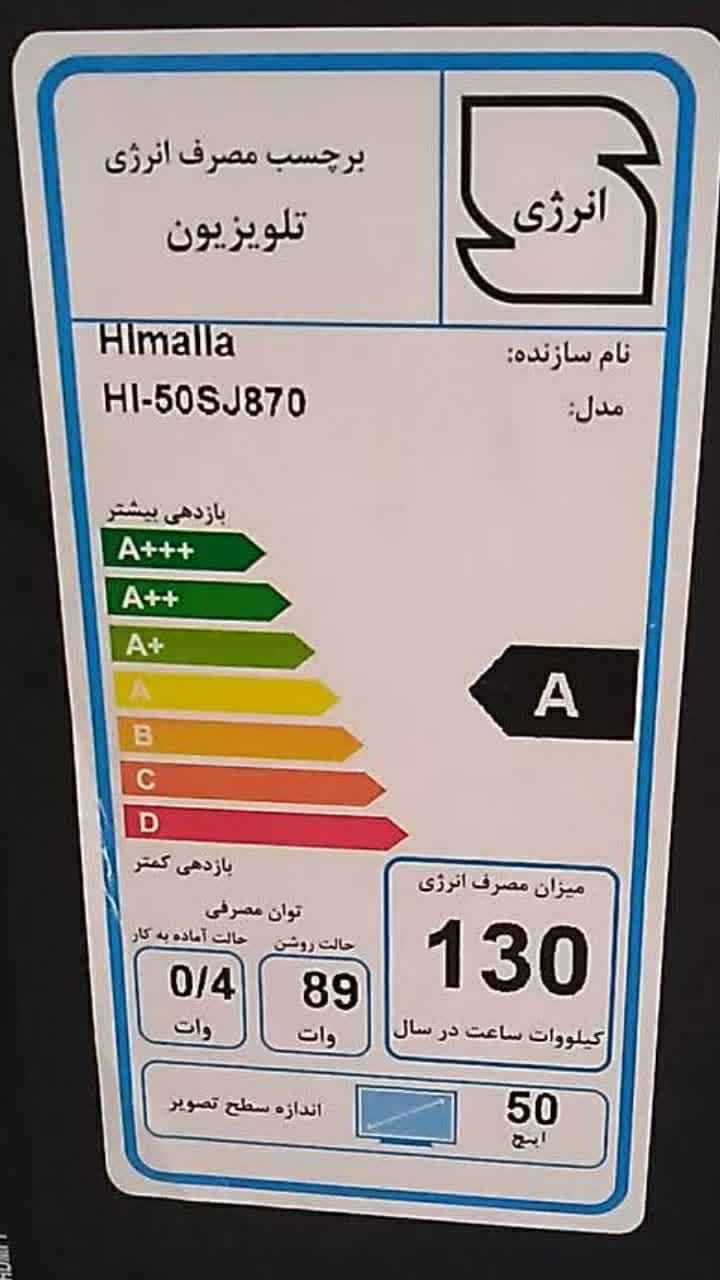 برچسب مصرف انرژی
تلویزیون
انرژی
نام سازنده: HImalia
مدل: HI-50SJ870
بازدهی بیشتر
A+++
A++
A+
A
A
B
C
D
بازدهی کمتر
میزان مصرف انرژی
130
کیلووات ساعت در سال
توان مصرفی
حالت روشن
89
وات
حالت آماده به کار
0/4
وات
اندازه سطح تصویر
50
اینچ